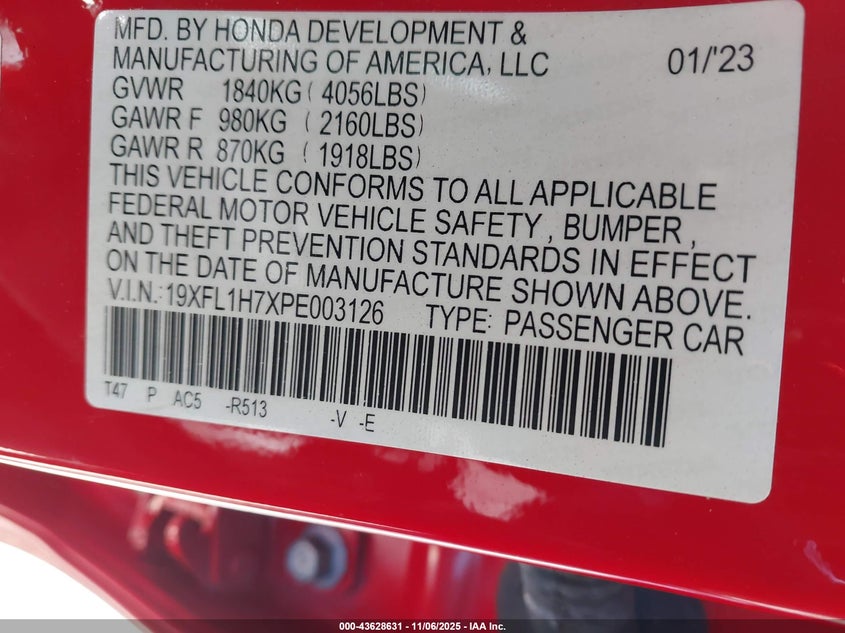 MFD. BY HONDA DEVELOPMENT &
MANUFACTURING OF AMERICA, LLC 01/'23
GVWR 1840KG ( 4056LBS)
GAWR F 980KG ( 2160LBS)
GAWR R 870KG ( 1918LBS)
THIS VEHICLE CONFORMS TO ALL APPLICABLE
FEDERAL MOTOR VEHICLE SAFETY , BUMPER ,
AND THEFT PREVENTION STANDARDS IN EFFECT
ON THE DATE OF MANUFACTURE SHOWN ABOVE.
V.I.N.: 19XFL1H7XPE003126 TYPE: PASSENGER CAR
T47 P AC5 -R513 -V -E
000-43628631 - 11/06/2025 - IAA Inc.